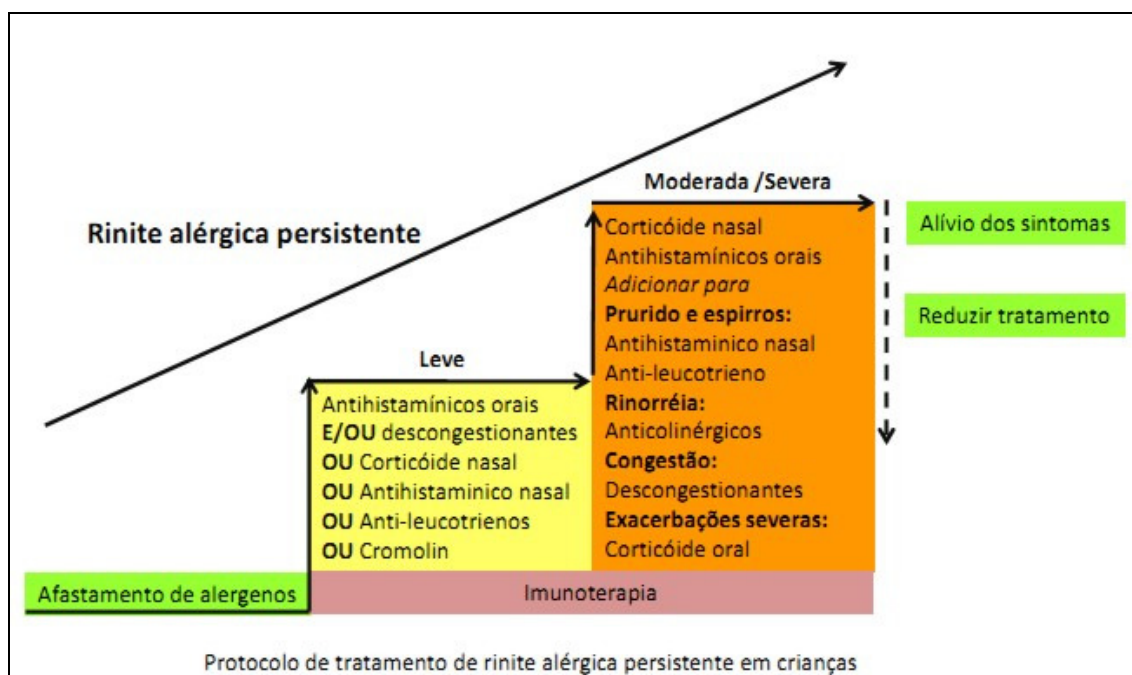 Rinite alérgica persistente
Moderada /Severa
Corticóide nasal
Antihistamínicos orais
Adicionar para
Prurido e espirros:
Antihistaminico nasal
Anti-leucotrieno
Rinorréia:
Anticolinérgicos
Congestão:
Descongestionantes
Exacerbações severas:
Corticóide oral
Alívio dos sintomas
Reduzir tratamento
Leve
Antihistamínicos orais
E/OU descongestionantes
OU Corticóide nasal
OU Antihistaminico nasal
OU Anti-leucotrienos
OU Cromolin
Afastamento de alergenos
Imunoterapia
Protocolo de tratamento de rinite alérgica persistente em crianças